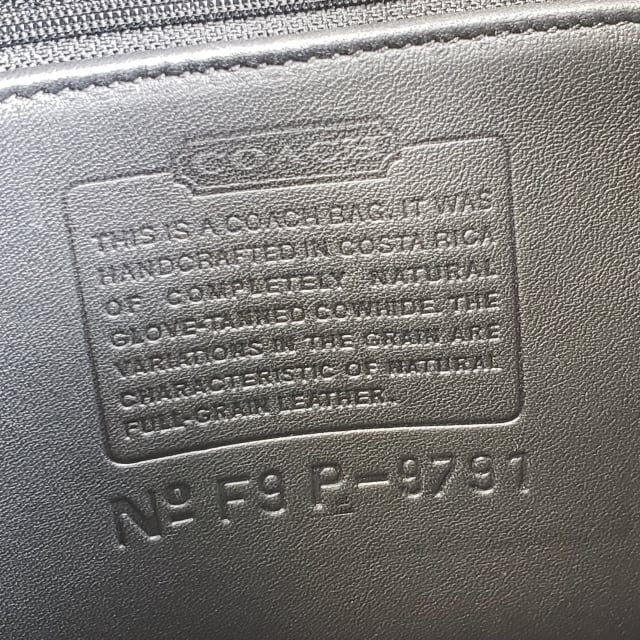 COACH
THIS IS A COACH BAG. IT WAS
HANDCRAFTED IN COSTA RICA
OF COMPLETELY NATURAL
GLOVE-TANNED COWHIDE. THE
VARIATIONS IN THE GRAIN ARE
CHARACTERISTIC OF NATURAL
FULL-GRAIN LEATHER.
Nº F9P-9791